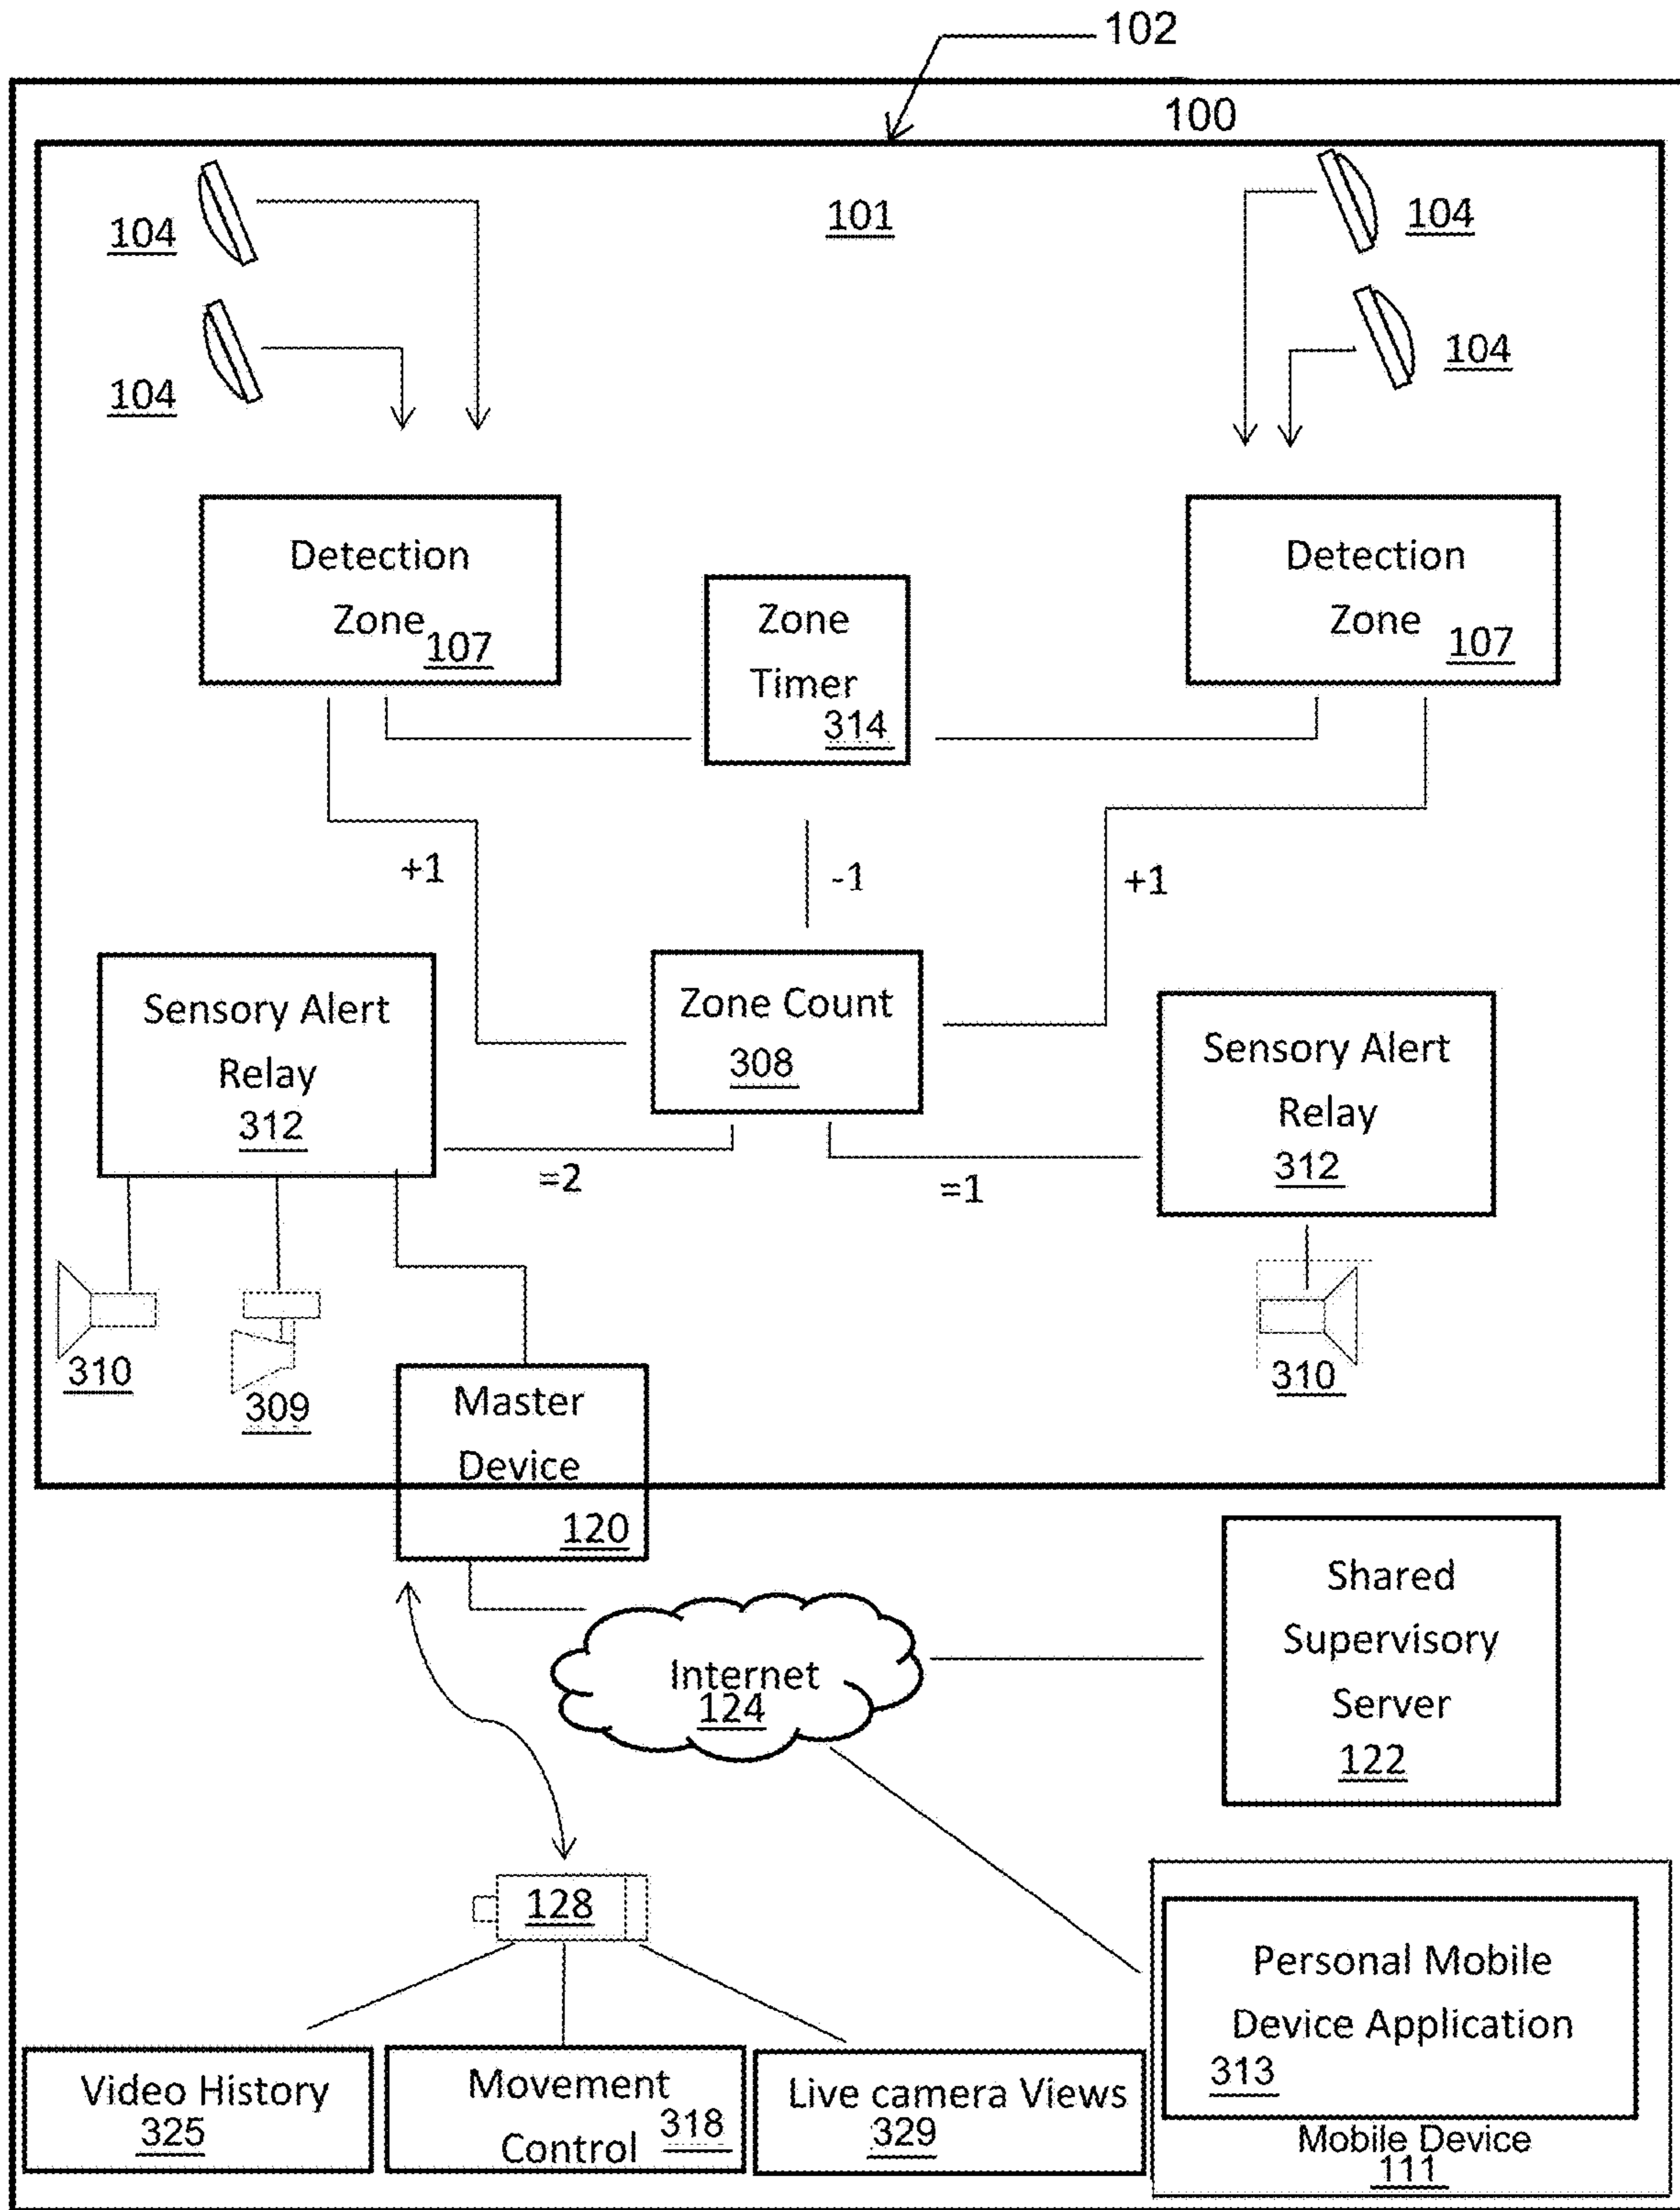 102
100
101
104
104
104
104
Detection
Zone
107
Detection
Zone
107
Zone
Timer
314
+1
-1
+1
Sensory Alert
Relay
312
Zone Count
308
Sensory Alert
Relay
312
=2
=1
310
309
310
Master
Device
120
Shared
Supervisory
Server
122
Internet
124
128
Personal Mobile
Device Application
313
Mobile Device
111
Video History
325
Movement
Control 318
Live camera Views
329